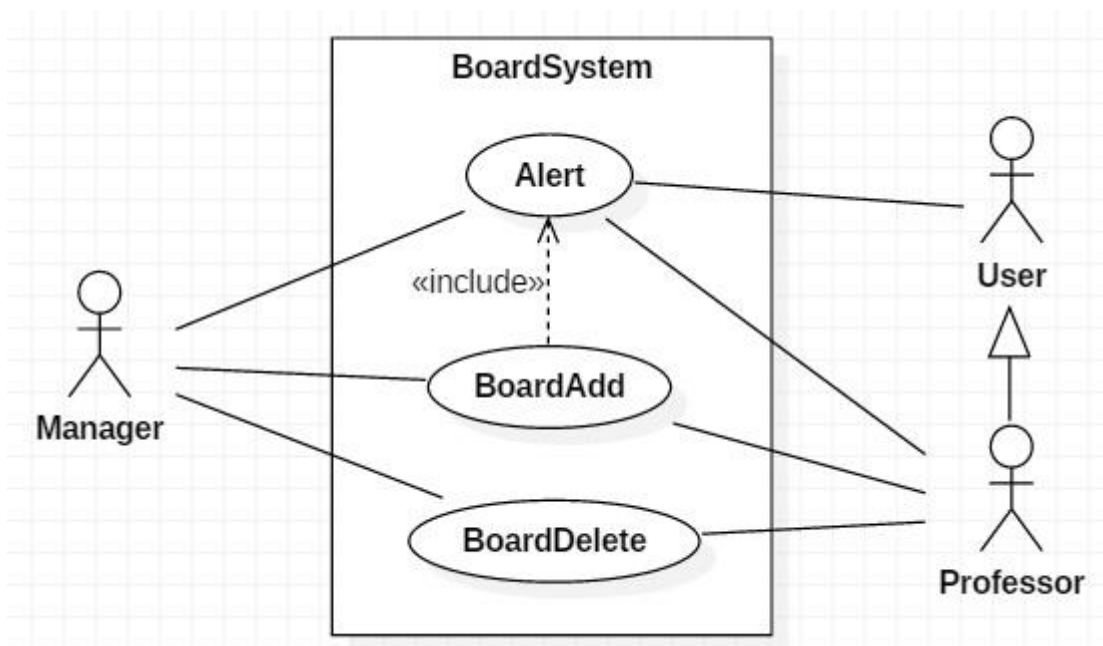 BoardSystem
Alert
User
«include»
BoardAdd
Manager
BoardDelete
Professor